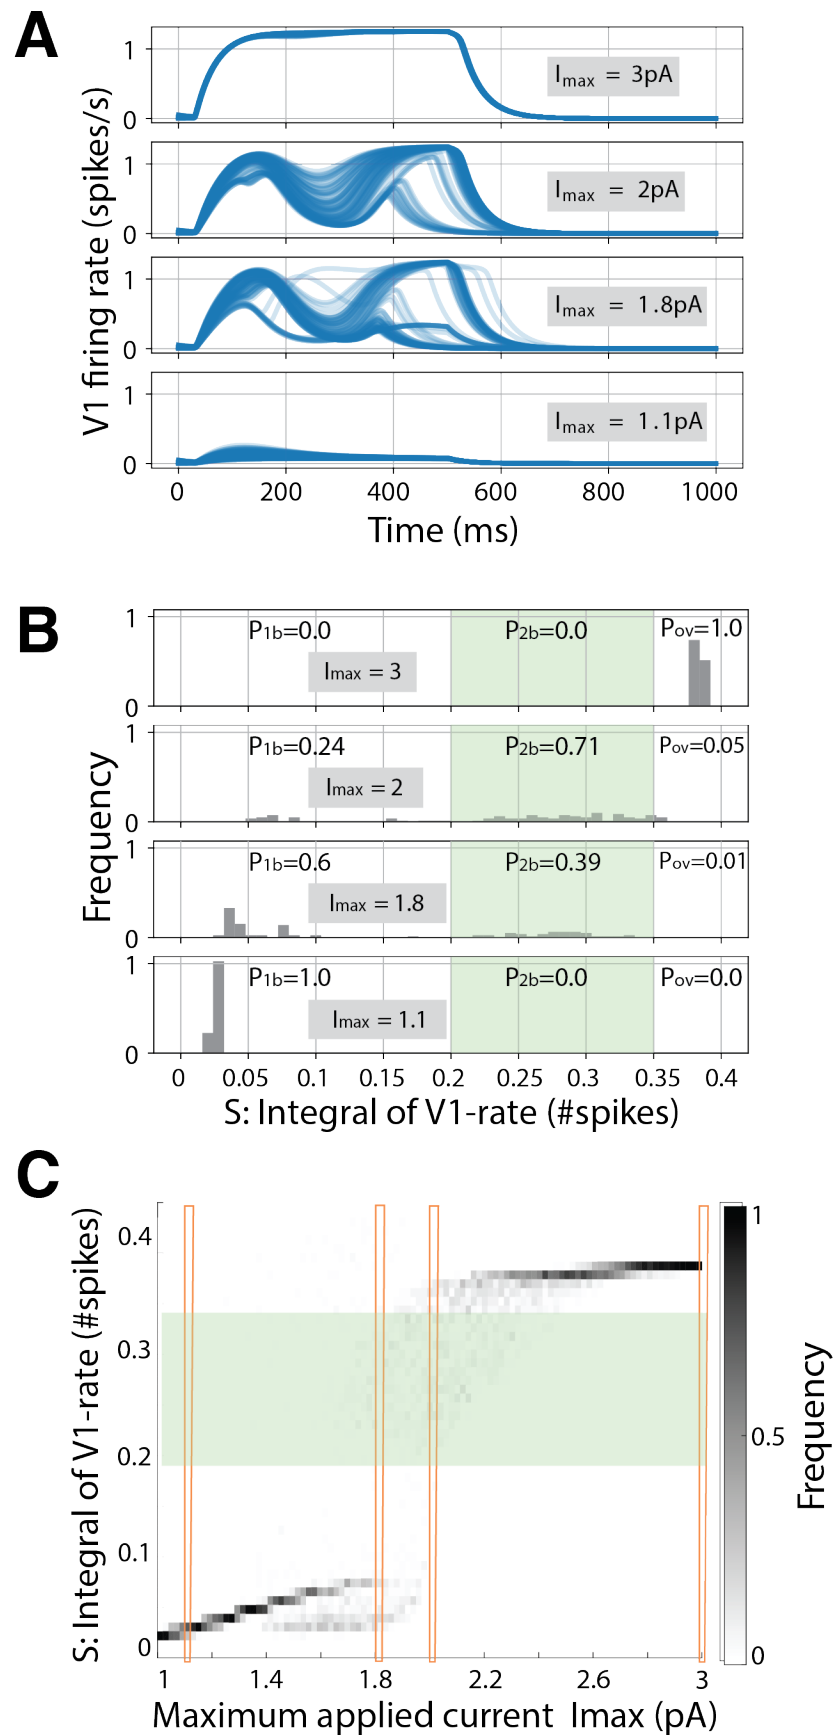 A
V1 firing rate (spikes/s)
1
0
Imax = 3pA
1
0
Imax = 2pA
1
0
Imax = 1.8pA
1
0
Imax = 1.1pA
0 200 400 600 800 1000
Time (ms)
B
Frequency
1
0
P1b=0.0 P2b=0.0 Pov=1.0
Imax = 3
1
0
P1b=0.24 P2b=0.71 Pov=0.05
Imax = 2
1
0
P1b=0.6 P2b=0.39 Pov=0.01
Imax = 1.8
1
0
P1b=1.0 P2b=0.0 Pov=0.0
Imax = 1.1
0 0.05 0.1 0.15 0.2 0.25 0.3 0.35 0.4
S: Integral of V1-rate (#spikes)
C
S: Integral of V1-rate (#spikes)
0.4
0.3
0.2
0.1
0
1 1.4 1.8 2.2 2.6 3
Maximum applied current Imax (pA)
1
0.5
0
Frequency